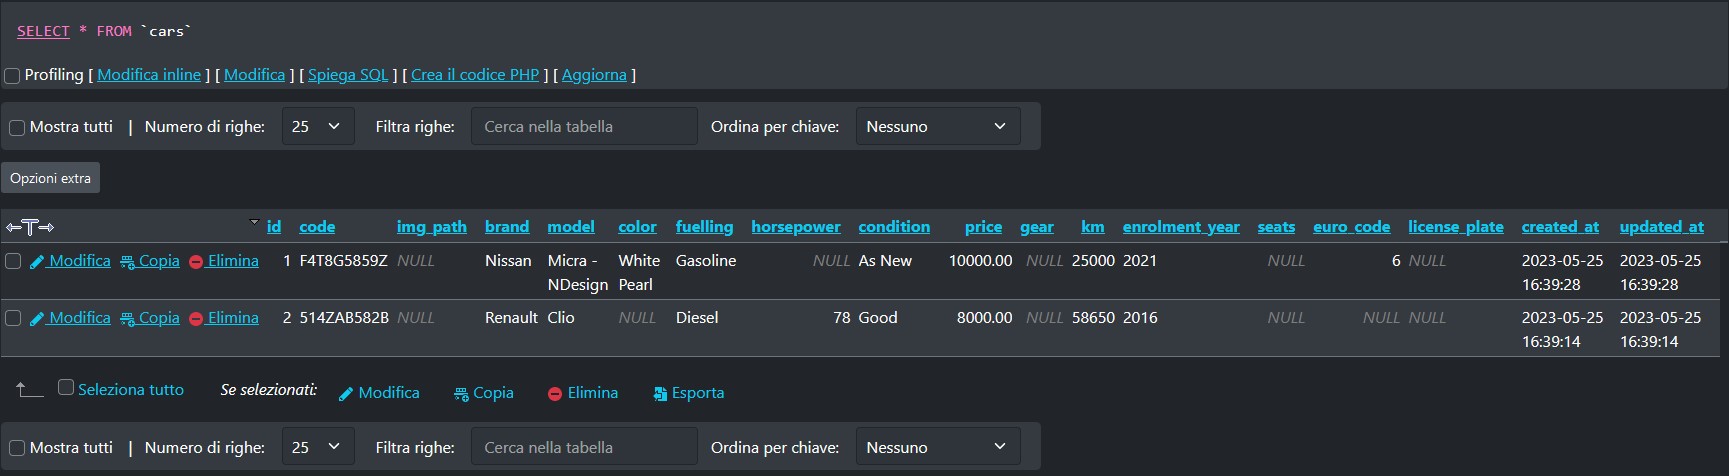 SELECT * FROM `cars`
Profiling [ Modifica inline ] [ Modifica ] [ Spiega SQL ] [ Crea il codice PHP ] [ Aggiorna ]
Mostra tutti | Numero di righe: 25 Filtra righe: Cerca nella tabella Ordina per chiave: Nessuno
Opzioni extra
id code img_path brand model color fuelling horsepower condition price gear km enrolment_year seats euro_code license_plate created_at updated_at
Modifica Copia Elimina 1 F4T8G5859Z NULL Nissan Micra - White Gasoline NULL As New 10000.00 NULL 25000 2021 NULL 6 NULL 2023-05-25 2023-05-25
NDesign Pearl 16:39:28 16:39:28
Modifica Copia Elimina 2 514ZAB582B NULL Renault Clio NULL Diesel 78 Good 8000.00 NULL 58650 2016 NULL NULL NULL 2023-05-25 2023-05-25
16:39:14 16:39:14
Seleziona tutto Se selezionati: Modifica Copia Elimina Esporta
Mostra tutti | Numero di righe: 25 Filtra righe: Cerca nella tabella Ordina per chiave: Nessuno